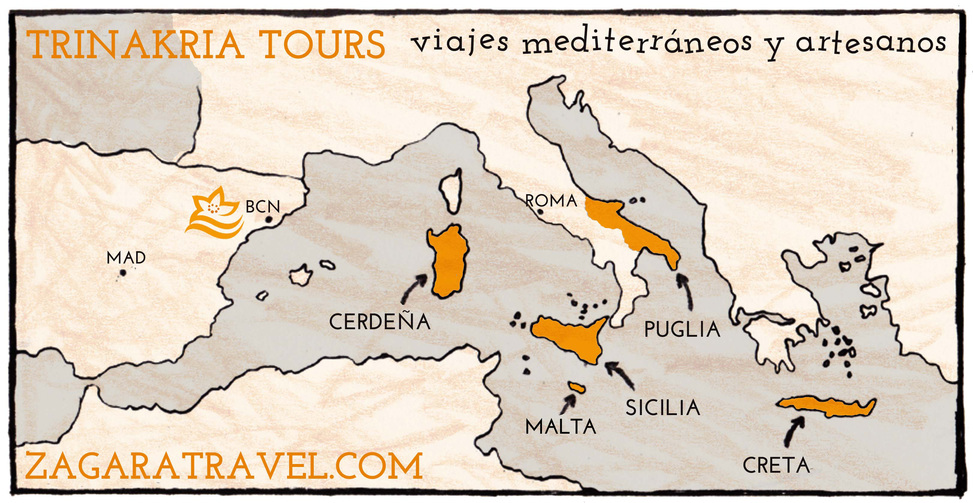 TRINAKRIA TOURS viajes mediterráneos y artesanos
ROMA
BCN
MAD
CERDEÑA
PUGLIA
SICILIA
MALTA
CRETA
ZAGARATRAVEL.COM